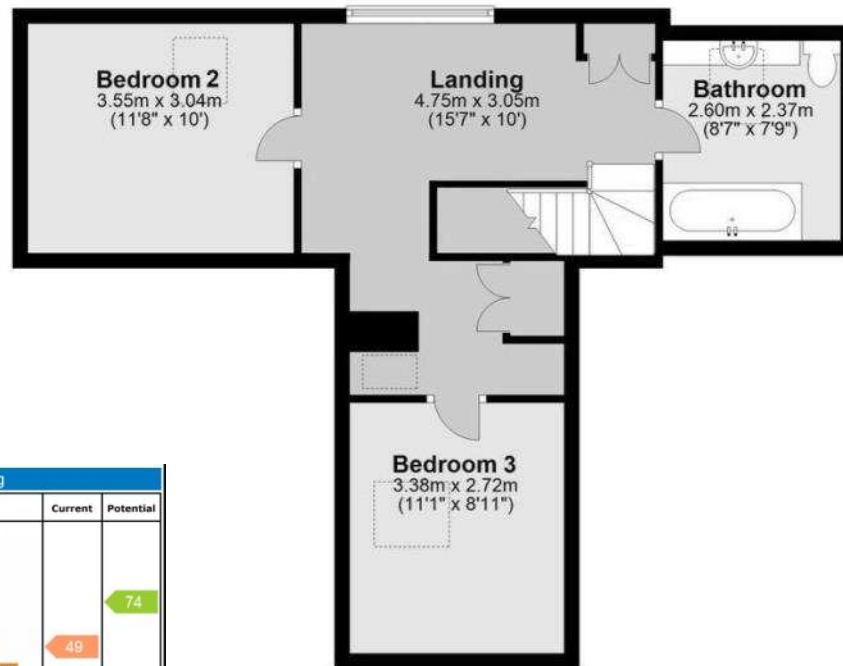 Bedroom 2
3.55m x 3.04m
(11'8" x 10')
Landing
4.75m x 3.05m
(15'7" x 10')
Bathroom
2.60m x 2.37m
(8'7" x 7'9")
Bedroom 3
3.38m x 2.72m
(11'1" x 8'11")
Current Potential
74
49